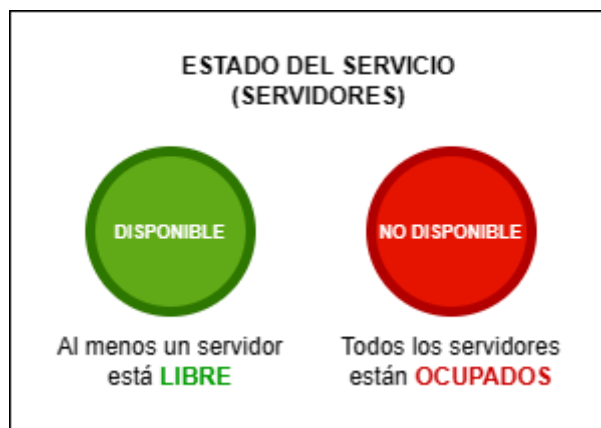 ESTADO DEL SERVICIO
(SERVIDORES)
DISPONIBLE
NO DISPONIBLE
Al menos un servidor
está LIBRE
Todos los servidores
están OCUPADOS